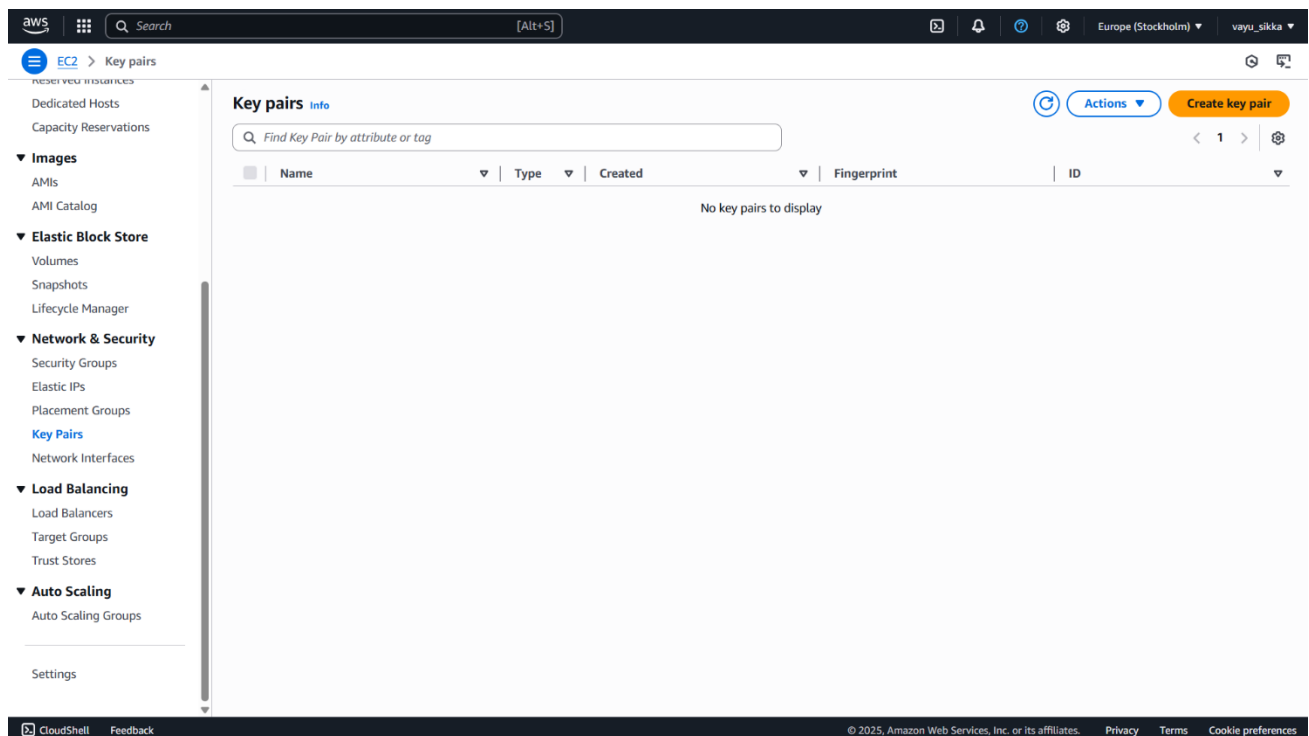 aws
Search [Alt+S]
Europe (Stockholm)
vayu_sikka
EC2 > Key pairs
Reserved Instances
Dedicated Hosts
Capacity Reservations
Images
AMIs
AMI Catalog
Elastic Block Store
Volumes
Snapshots
Lifecycle Manager
Network & Security
Security Groups
Elastic IPs
Placement Groups
Key Pairs
Network Interfaces
Load Balancing
Load Balancers
Target Groups
Trust Stores
Auto Scaling
Auto Scaling Groups
Settings
Key pairs Info
Actions
Create key pair
Find Key Pair by attribute or tag
1
Name Type Created Fingerprint ID
No key pairs to display
CloudShell Feedback
© 2025, Amazon Web Services, Inc. or its affiliates. Privacy Terms Cookie preferences